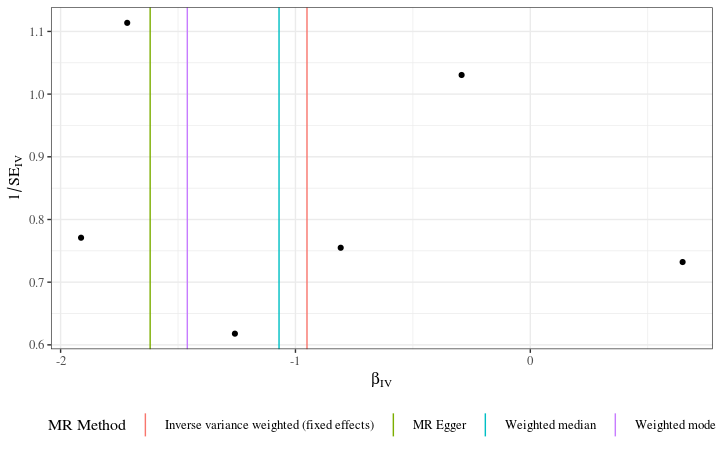 1.1
1.0
0.9
0.8
0.7
0.6
1/SE_IV
-2
-1
0
β_IV
MR Method
Inverse variance weighted (fixed effects)
MR Egger
Weighted median
Weighted mode